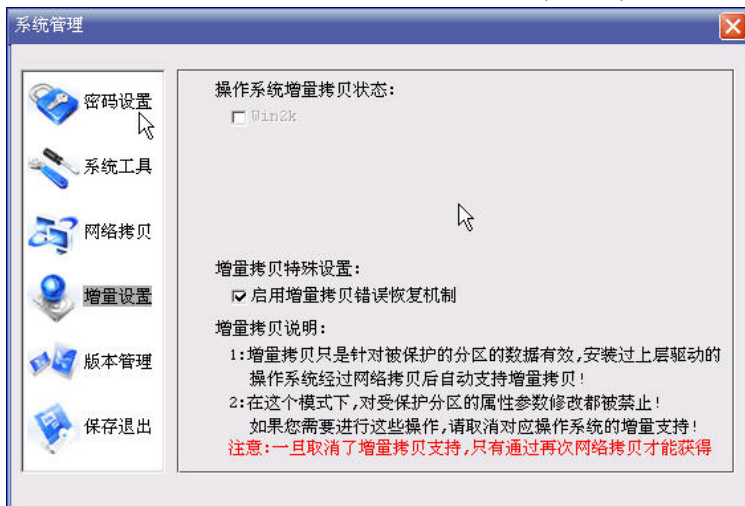 系统管理
密码设置
系统工具
网络拷贝
增量设置
版本管理
保存退出
操作系统增量拷贝状态:
Win2k
增量拷贝特殊设置:
启用增量拷贝错误恢复机制
增量拷贝说明:
1:增量拷贝只是针对被保护的分区的数据有效,安装过上层驱动的
操作系统经过网络拷贝后自动支持增量拷贝!
2:在这个模式下,对受保护分区的属性参数修改都被禁止!
如果您需要进行这些操作,请取消对应操作系统的增量支持!
注意:一旦取消了增量拷贝支持,只有通过再次网络拷贝才能获得